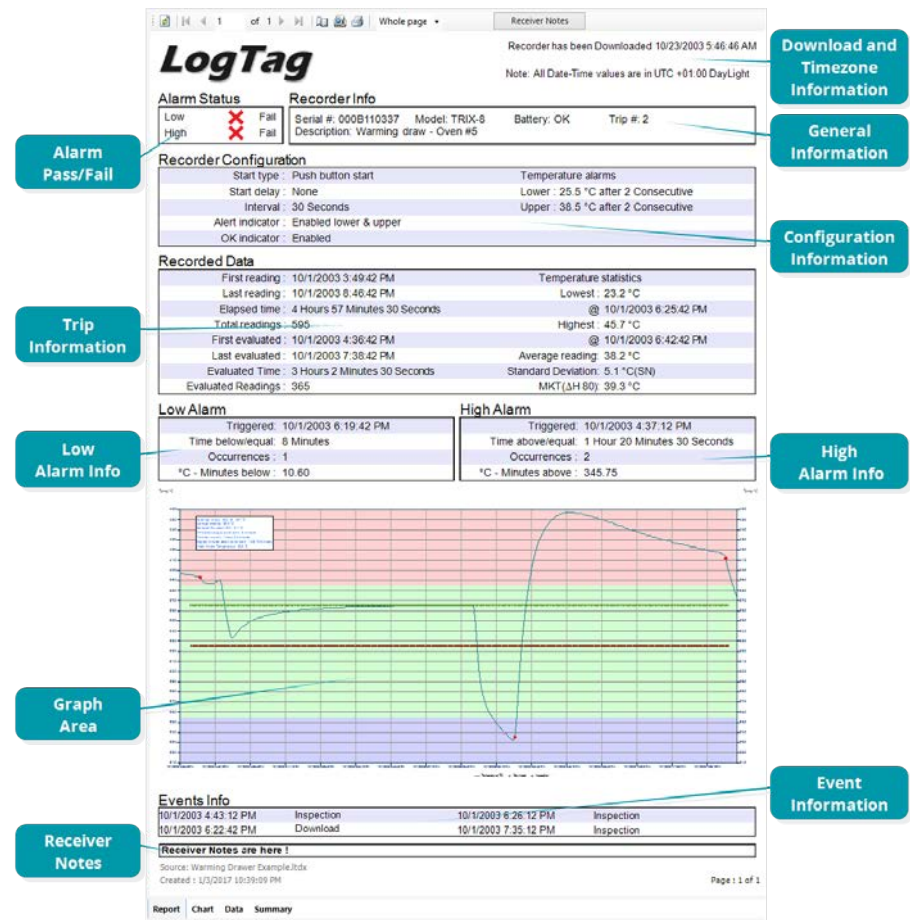 1 of 1 Whole page Receiver Notes
LogTag
Recorder has been Downloaded 10/23/2003 5:46:46 AM
Note: All Date-Time values are in UTC +01:00 DayLight
Download and Timezone Information
Alarm Status
Low Fail
High Fail
Alarm Pass/Fail
Recorder Info
Serial #: 000B110337 Model: TRIX-8 Battery: OK Trip #: 2
Description: Warming draw - Oven #5
General Information
Recorder Configuration
Start type : Push button start
Start delay : None
Interval : 30 Seconds
Alert indicator : Enabled lower & upper
OK indicator : Enabled
Temperature alarms
Lower : 25.5 °C after 2 Consecutive
Upper : 38.5 °C after 2 Consecutive
Configuration Information
Recorded Data
First reading : 10/1/2003 3:49:42 PM
Last reading : 10/1/2003 8:46:42 PM
Elapsed time : 4 Hours 57 Minutes 30 Seconds
Total readings : 595
First evaluated : 10/1/2003 4:36:42 PM
Last evaluated : 10/1/2003 7:38:42 PM
Evaluated Time : 3 Hours 2 Minutes 30 Seconds
Evaluated Readings : 365
Temperature statistics
Lowest : 23.2 °C
@ 10/1/2003 6:25:42 PM
Highest : 45.7 °C
@ 10/1/2003 6:42:42 PM
Average reading: 38.2 °C
Standard Deviation: 5.1 °C(SN)
MKT(ΔH 80): 39.3 °C
Trip Information
Low Alarm
Triggered: 10/1/2003 6:19:42 PM
Time below/equal: 8 Minutes
Occurrences : 1
°C - Minutes below : 10.60
Low Alarm Info
High Alarm
Triggered: 10/1/2003 4:37:12 PM
Time above/equal: 1 Hour 20 Minutes 30 Seconds
Occurrences : 2
°C - Minutes above : 345.75
High Alarm Info
Graph Area
Events Info
10/1/2003 4:43:12 PM Inspection 10/1/2003 6:26:12 PM Inspection
10/1/2003 6:22:42 PM Download 10/1/2003 7:35:12 PM Inspection
Event Information
Receiver Notes are here !
Receiver Notes
Source: Warming Drawer Example.ltdx
Created : 1/3/2017 10:39:09 PM
Page : 1 of 1
Report Chart Data Summary